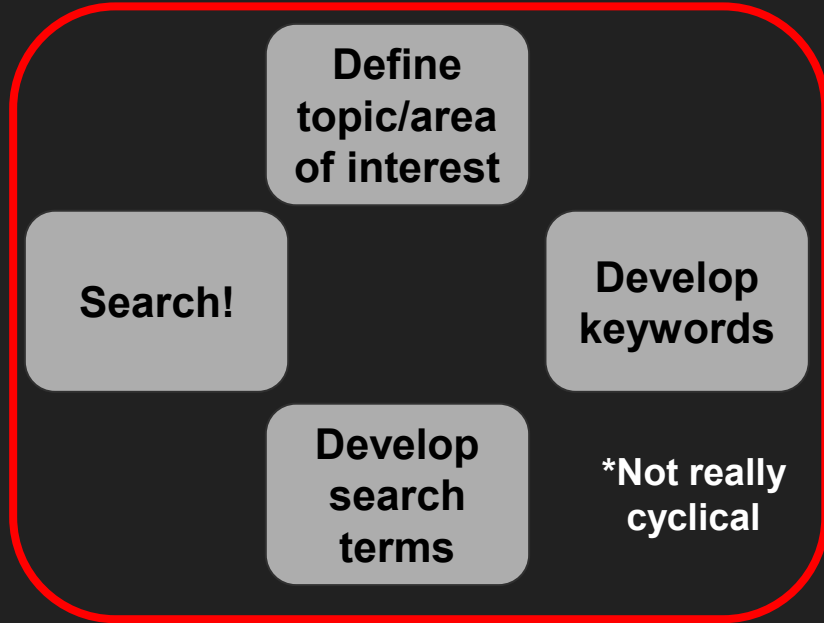 Define
topic/area
of interest
Search!
Develop
keywords
Develop
search
terms
*Not really
cyclical